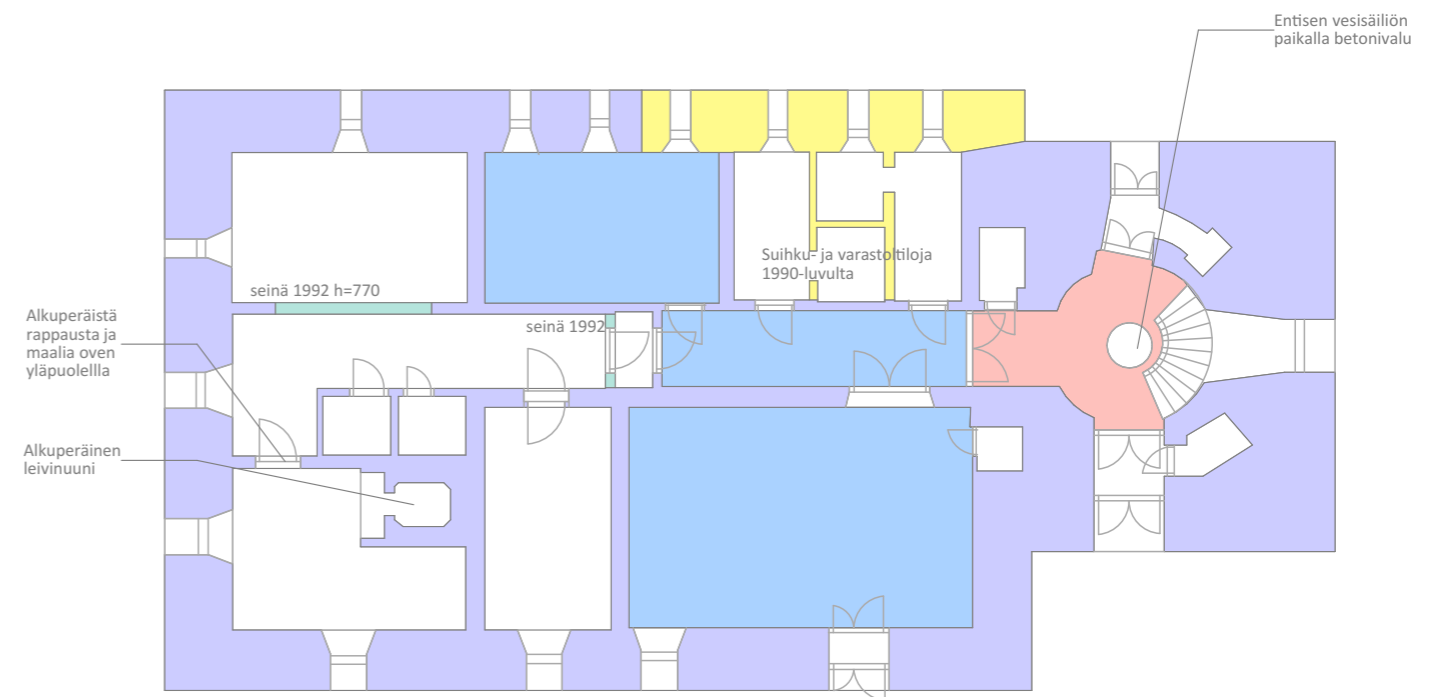 Entisen vesisäiliön
paikalla betonivalu
Suihku- ja varastoltiloja
1990-luvulta
seinä 1992 h=770
seinä 1992
Alkuperäistä
rappausta ja
maalia oven
yläpuolellla
Alkuperäinen
leivinuuni